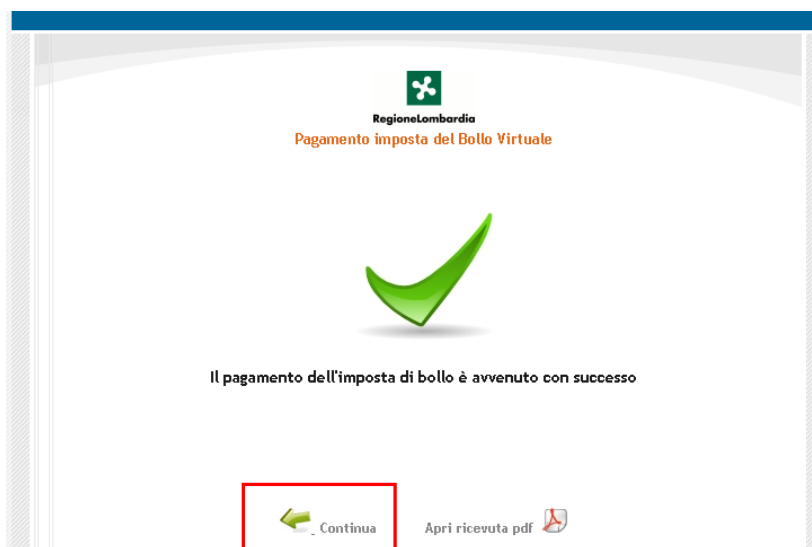 RegioneLombardia
Pagamento imposta del Bollo Virtuale
Il pagamento dell'imposta di bollo è avvenuto con successo
Continua Apri ricevuta pdf